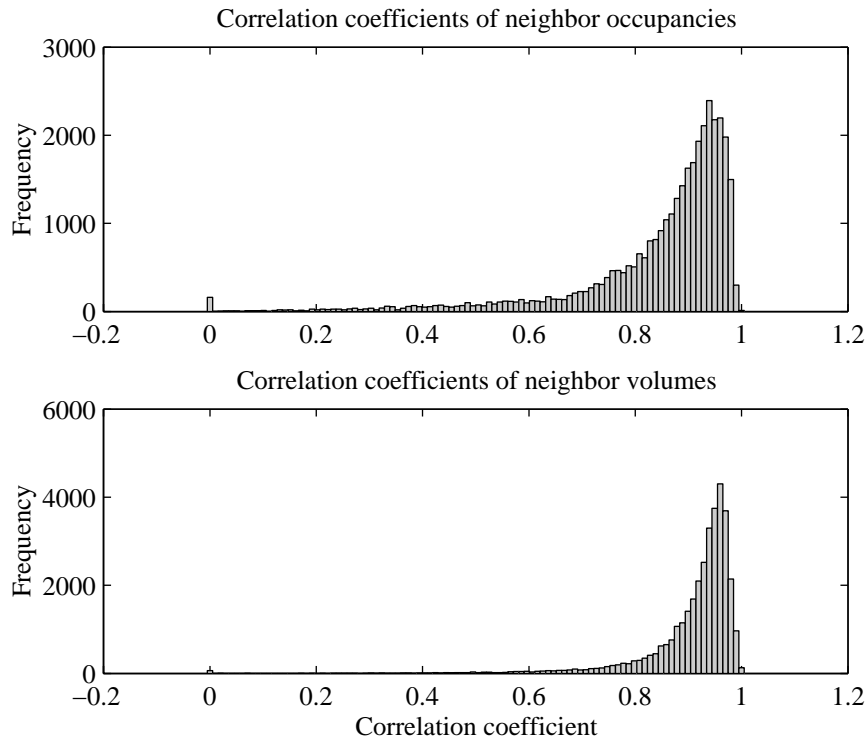 Correlation coefficients of neighbor occupancies
3000
2000
1000
0
Frequency
−0.2 0 0.2 0.4 0.6 0.8 1 1.2
Correlation coefficients of neighbor volumes
6000
4000
2000
0
Frequency
−0.2 0 0.2 0.4 0.6 0.8 1 1.2
Correlation coefficient